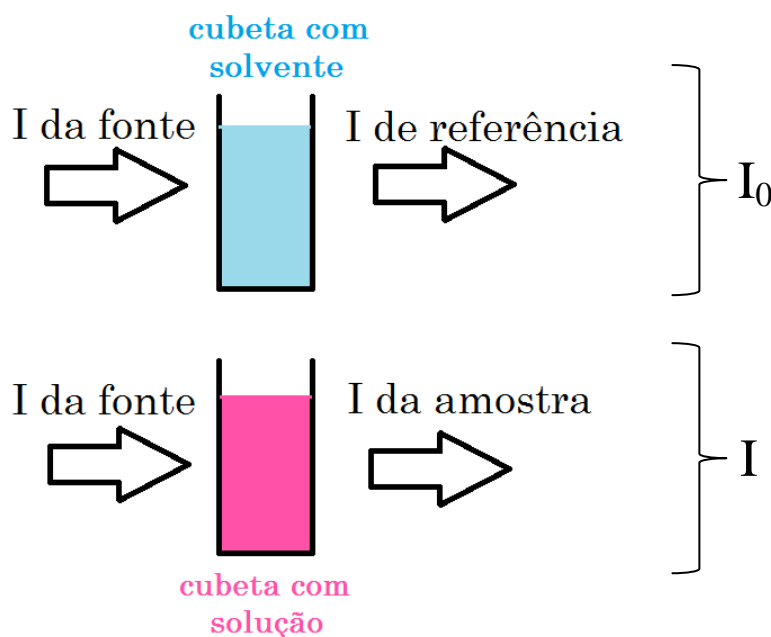 cubeta com
solvente
I da fonte
I de referência
I₀
I da fonte
I da amostra
I
cubeta com
solução